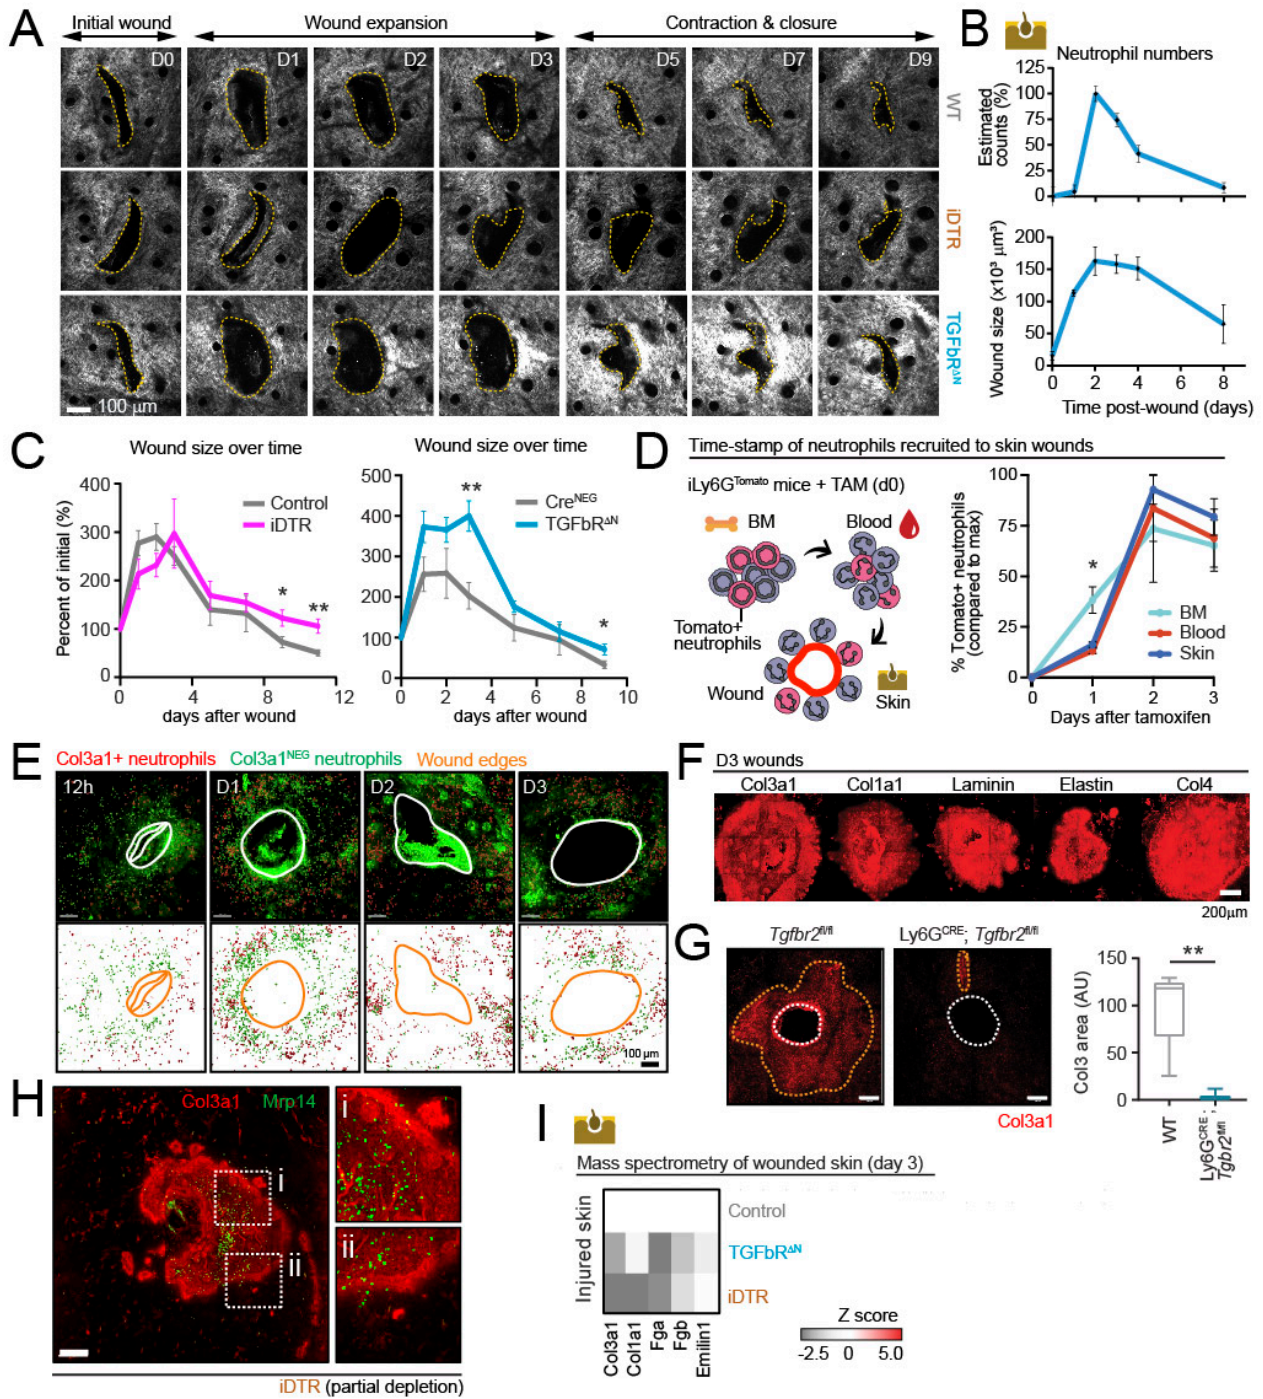 A
Initial wound
Wound expansion
Contraction & closure
D0
D1
D2
D3
D5
D7
D9
WT
iDTR
TGFbRΔN
100 µm
B
Neutrophil numbers
Estimated counts (%)
125
100
75
50
25
0
Wound size (x10³ µm³)
200
150
100
50
0
0 2 4 6 8
Time post-wound (days)
C
Wound size over time
Percent of initial (%)
400
300
200
100
0
Control
iDTR
*
**
0 4 8 12
days after wound
Wound size over time
500
400
300
200
100
0
**
CreNEG
TGFbRΔN
*
0 2 4 6 8 10
days after wound
D
Time-stamp of neutrophils recruited to skin wounds
iLy6GTomato mice + TAM (d0)
BM
Blood
Tomato+
neutrophils
Wound
Skin
% Tomato+ neutrophils
(compared to max)
100
75
50
25
0
*
BM
Blood
Skin
0 1 2 3
Days after tamoxifen
E
Col3a1+ neutrophils
Col3a1NEG neutrophils
Wound edges
12h
D1
D2
D3
100 µm
F
D3 wounds
Col3a1
Col1a1
Laminin
Elastin
Col4
200µm
G
Tgfbr2fl/fl
Ly6GCRE; Tgfbr2fl/fl
Col3a1
Col3 area (AU)
150
100
50
0
**
WT
Ly6GCRE;
Tgbr2fl/fl
H
Col3a1
Mrp14
i
ii
i
ii
iDTR (partial depletion)
I
Mass spectrometry of wounded skin (day 3)
Injured skin
Control
TGFbRΔN
iDTR
Col3a1
Col1a1
Fga
Fgb
Emilin1
Z score
-2.5 0 5.0